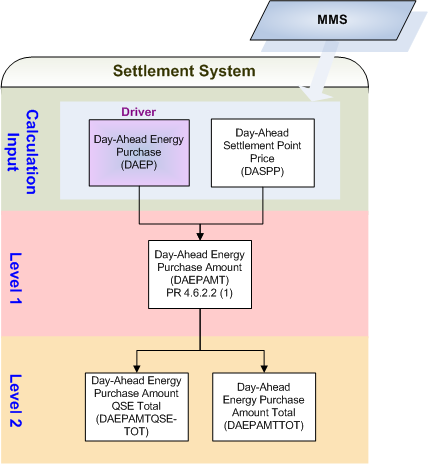 MMS
Settlement System
Calculation
Input
Driver
Day-Ahead Energy
Purchase
(DAEP)
Day-Ahead
Settlement Point
Price
(DASPP)
Level 1
Day-Ahead Energy
Purchase Amount
(DAEPAMT)
PR 4.6.2.2 (1)
Level 2
Day-Ahead Energy
Purchase Amount
QSE Total
(DAEPAMTQSE-
TOT)
Day-Ahead
Energy Purchase
Amount Total
(DAEPAMTTOT)